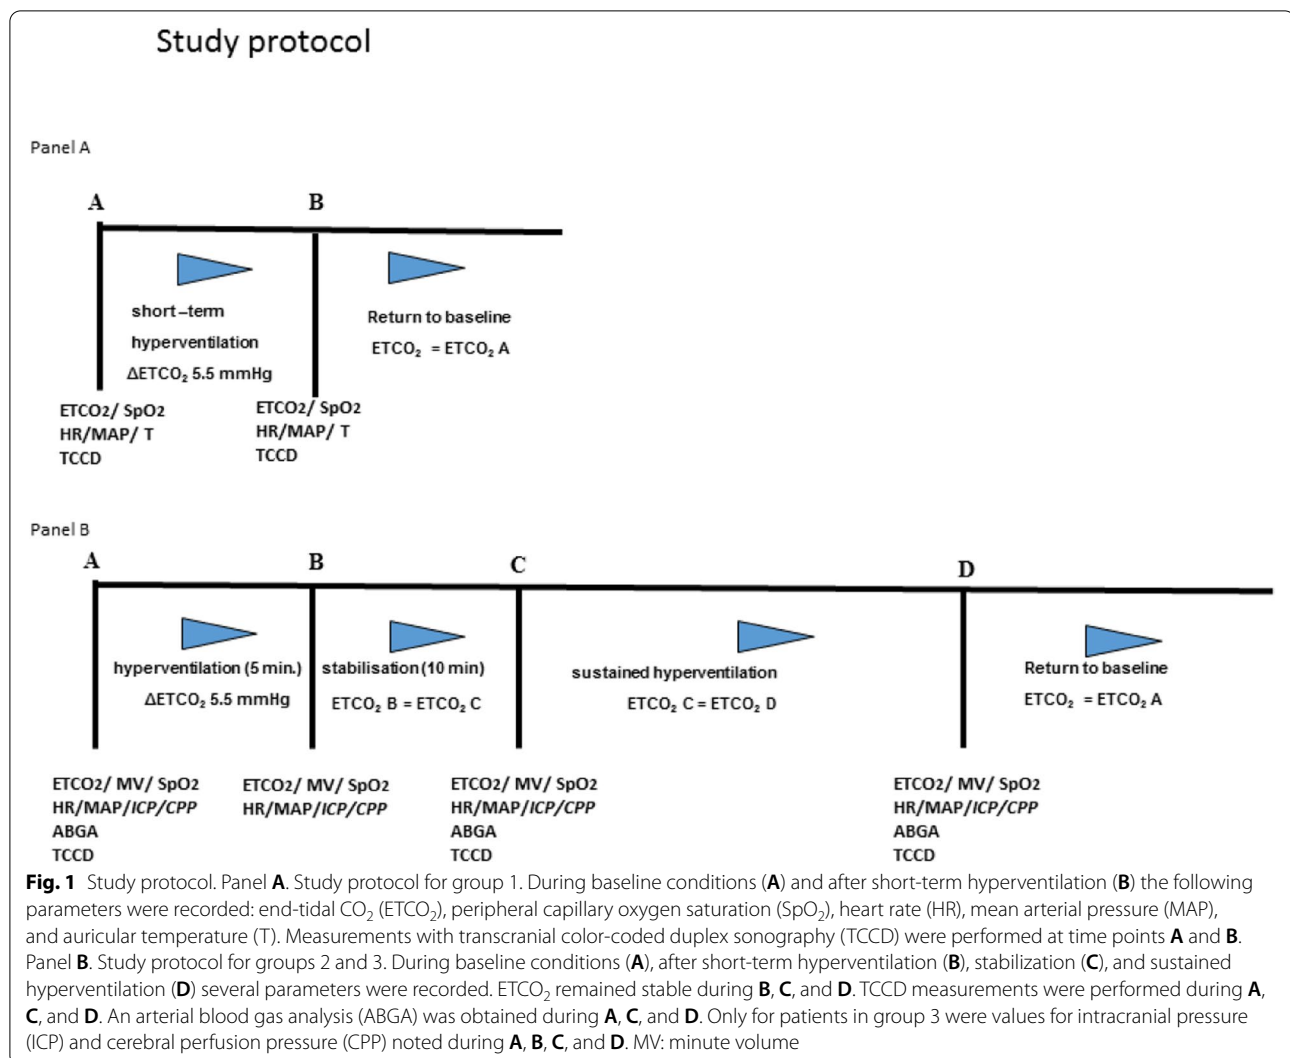 Study protocol
Panel A
A B
short–term
hyperventilation
ΔETCO₂ 5.5 mmHg
Return to baseline
ETCO₂ = ETCO₂ A
ETCO2/ SpO2
HR/MAP/ T
TCCD
ETCO2/ SpO2
HR/MAP/ T
TCCD
Panel B
A B C D
hyperventilation (5 min.)
ΔETCO₂ 5.5 mmHg
stabilisation (10 min)
ETCO₂ B = ETCO₂ C
sustained hyperventilation
ETCO₂ C = ETCO₂ D
Return to baseline
ETCO₂ = ETCO₂ A
ETCO2/ MV/ SpO2
HR/MAP/ICP/CPP
ABGA
TCCD
ETCO2/ MV/ SpO2
HR/MAP/ICP/CPP
ETCO2/ MV/ SpO2
HR/MAP/ICP/CPP
ABGA
TCCD
ETCO2/ MV/ SpO2
HR/MAP/ICP/CPP
ABGA
TCCD
Fig. 1 Study protocol. Panel A. Study protocol for group 1. During baseline conditions (A) and after short-term hyperventilation (B) the following
parameters were recorded: end-tidal CO₂ (ETCO₂), peripheral capillary oxygen saturation (SpO₂), heart rate (HR), mean arterial pressure (MAP),
and auricular temperature (T). Measurements with transcranial color-coded duplex sonography (TCCD) were performed at time points A and B.
Panel B. Study protocol for groups 2 and 3. During baseline conditions (A), after short-term hyperventilation (B), stabilization (C), and sustained
hyperventilation (D) several parameters were recorded. ETCO₂ remained stable during B, C, and D. TCCD measurements were performed during A,
C, and D. An arterial blood gas analysis (ABGA) was obtained during A, C, and D. Only for patients in group 3 were values for intracranial pressure
(ICP) and cerebral perfusion pressure (CPP) noted during A, B, C, and D. MV: minute volume